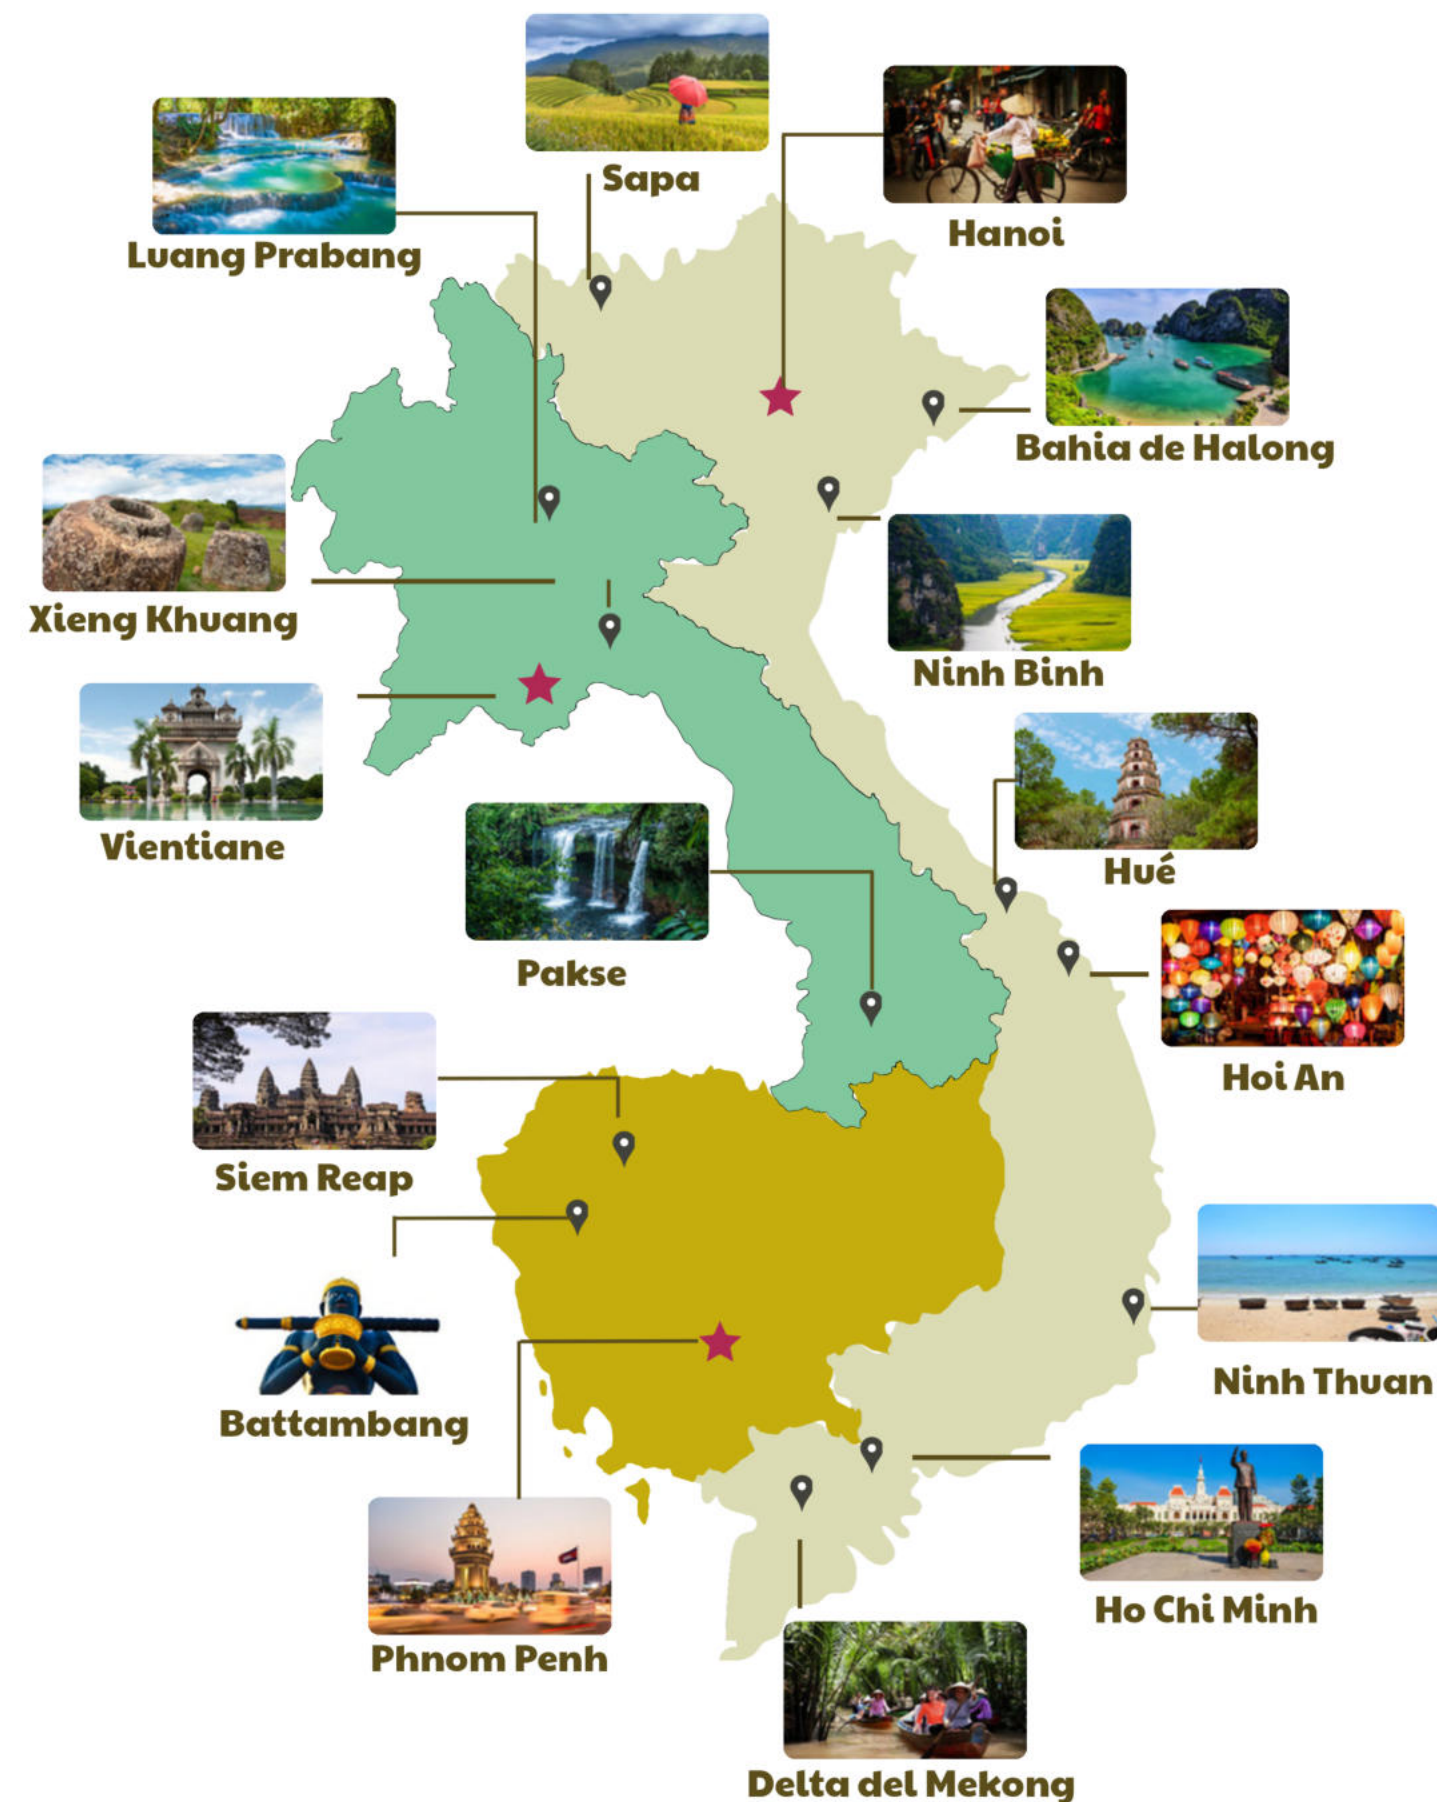 Sapa
Hanoi
Luang Prabang
Bahia de Halong
Xieng Khuang
Ninh Binh
Vientiane
Hué
Pakse
Hoi An
Siem Reap
Ninh Thuan
Battambang
Ho Chi Minh
Phnom Penh
Delta del Mekong